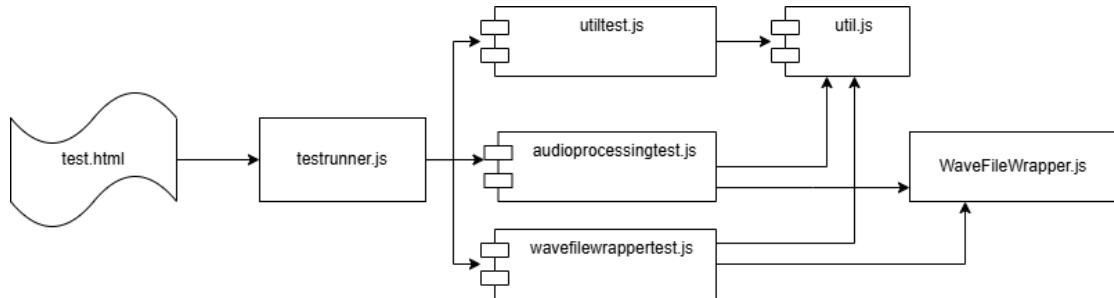 utiltest.js
util.js
test.html
testrunner.js
audioprocessingtest.js
WaveFileWrapper.js
wavefilewrappertest.js